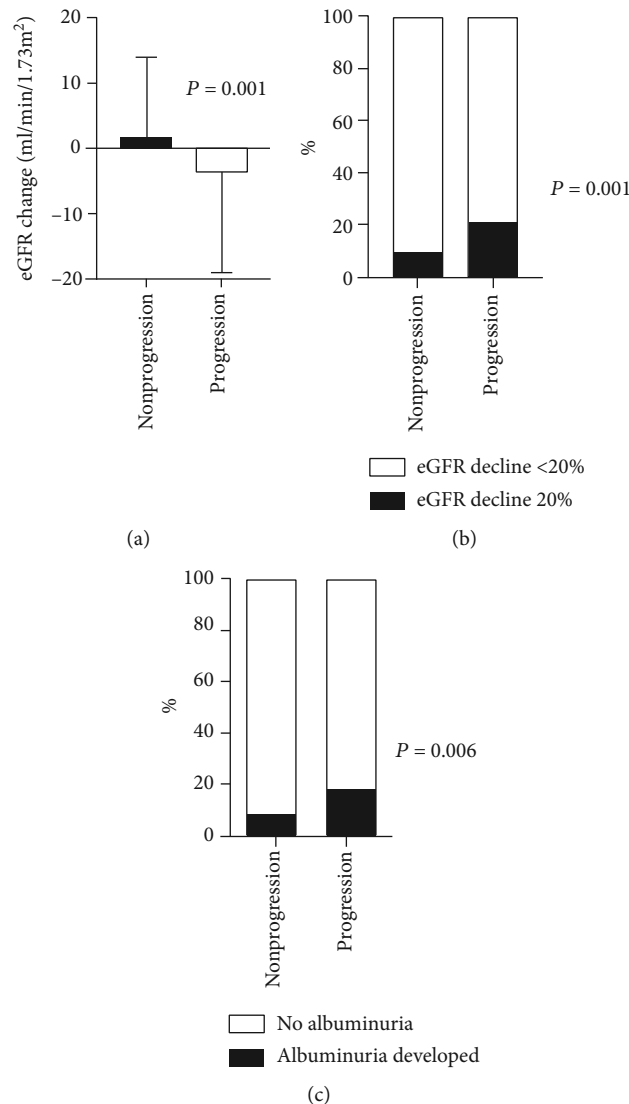 20
10
0
−10
−20
eGFR change (ml/min/1.73m²)
P = 0.001
Nonprogression
Progression
(a)
100
80
60
40
20
0
%
P = 0.001
Nonprogression
Progression
eGFR decline <20%
eGFR decline 20%
(b)
100
80
60
40
20
0
%
P = 0.006
Nonprogression
Progression
No albuminuria
Albuminuria developed
(c)